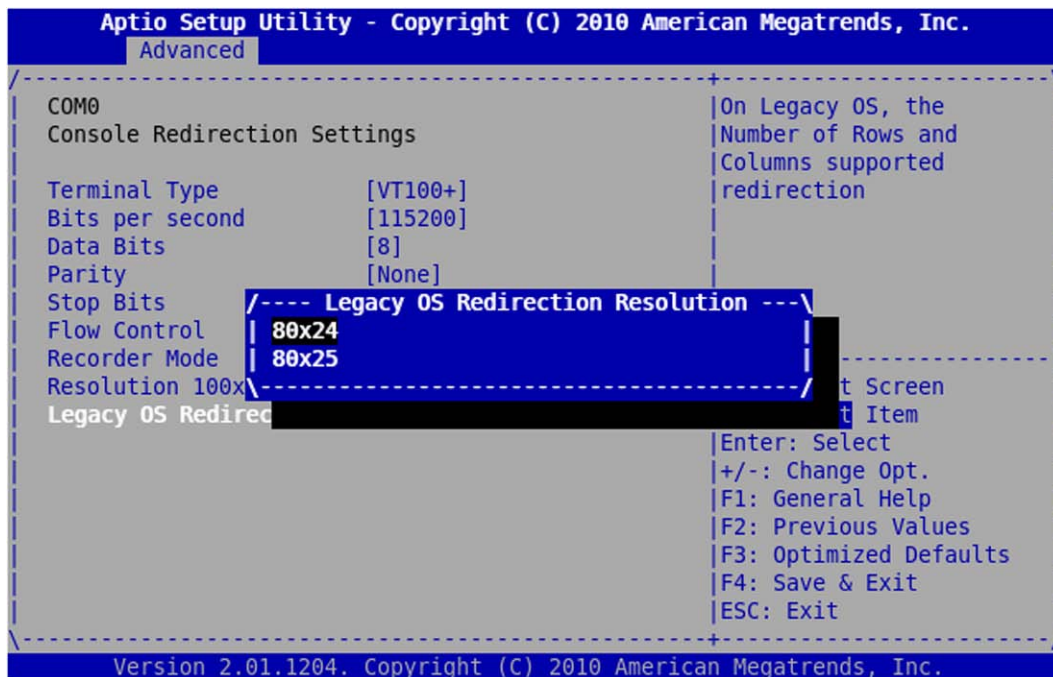 Aptio Setup Utility - Copyright (C) 2010 American Megatrends, Inc.
Advanced
COM0
Console Redirection Settings
Terminal Type [VT100+]
Bits per second [115200]
Data Bits [8]
Parity [None]
Stop Bits
Flow Control
Recorder Mode
Resolution 100x
Legacy OS Redirec
Legacy OS Redirection Resolution
80x24
80x25
On Legacy OS, the
Number of Rows and
Columns supported
redirection
t Screen
t Item
Enter: Select
+/-: Change Opt.
F1: General Help
F2: Previous Values
F3: Optimized Defaults
F4: Save & Exit
ESC: Exit
Version 2.01.1204. Copyright (C) 2010 American Megatrends, Inc.